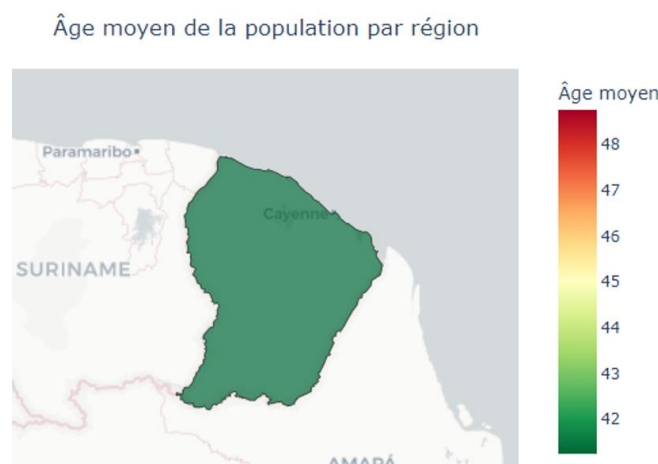 Âge moyen de la population par région
Âge moyen
Paramaribo
Cayenne
SURINAME
AMAPÁ
48
47
46
45
44
43
42